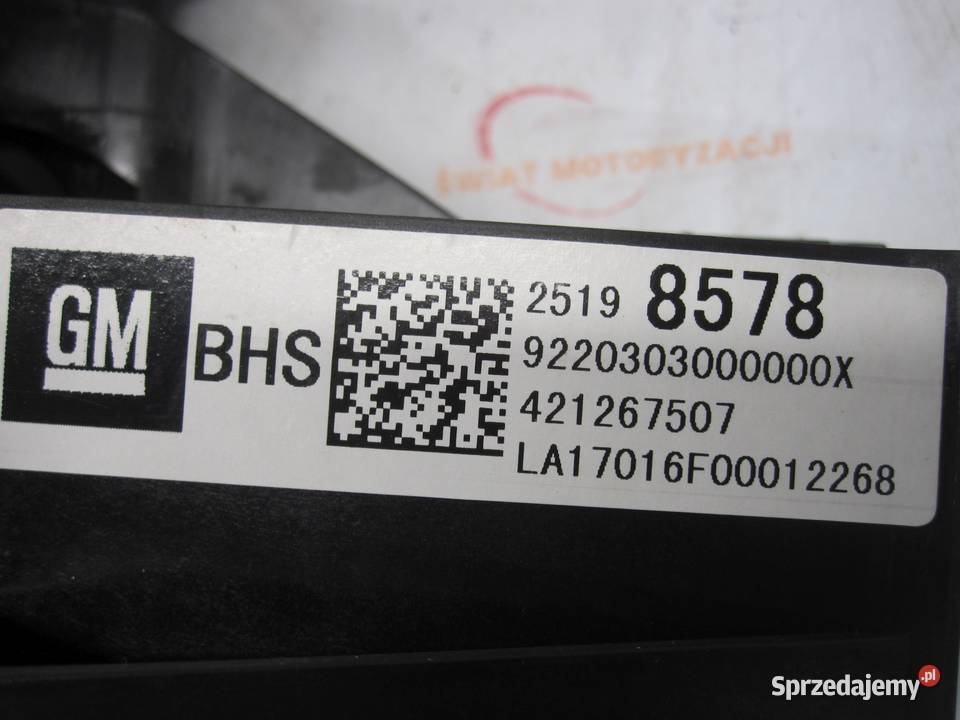 ŚWIAT MOTORYZACJI
GM
BHS
2519 8578
9220303000000X
421267507
LA17016F00012268
Sprzedajemy.pl